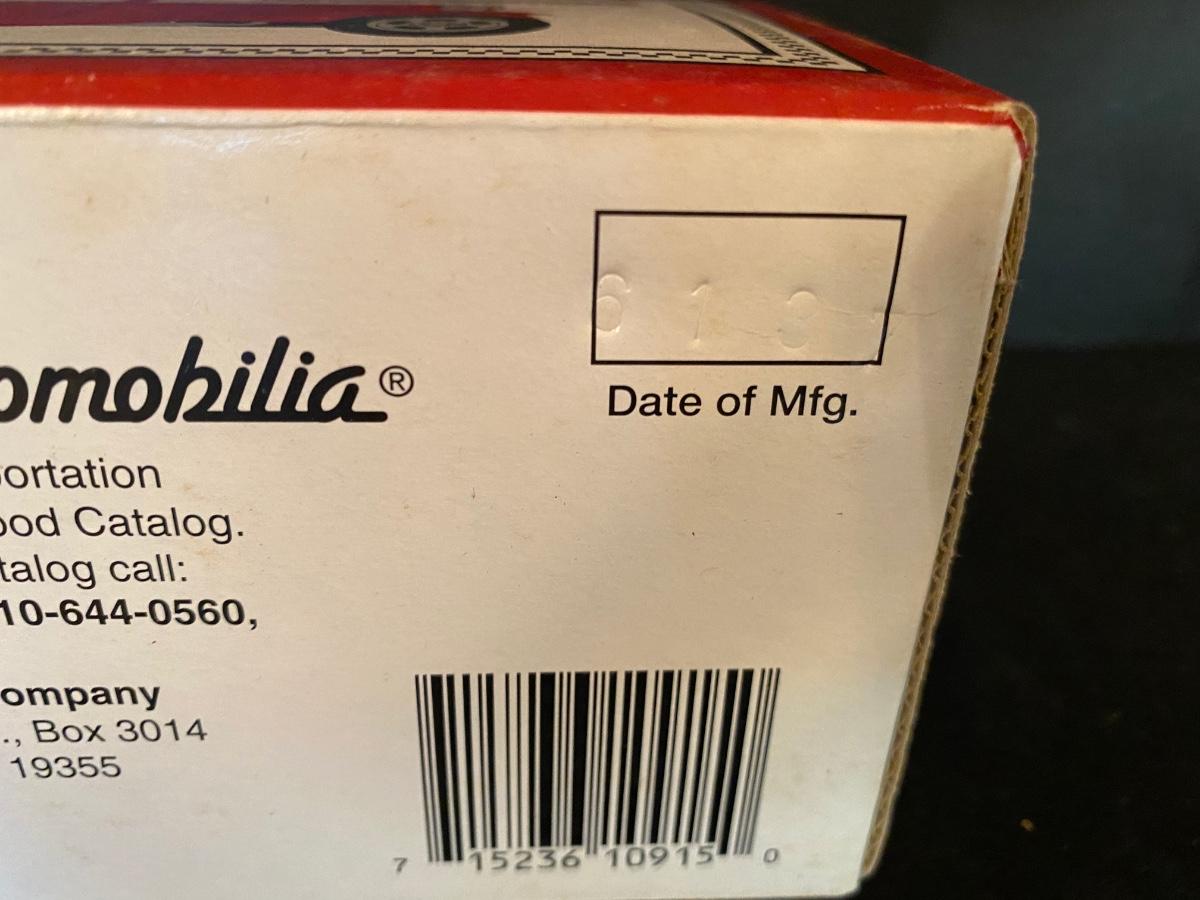 6 1 3
omobilia®
Date of Mfg.
ortation
ood Catalog.
talog call:
10-644-0560,
ompany
., Box 3014
19355
7 15236 10915 0